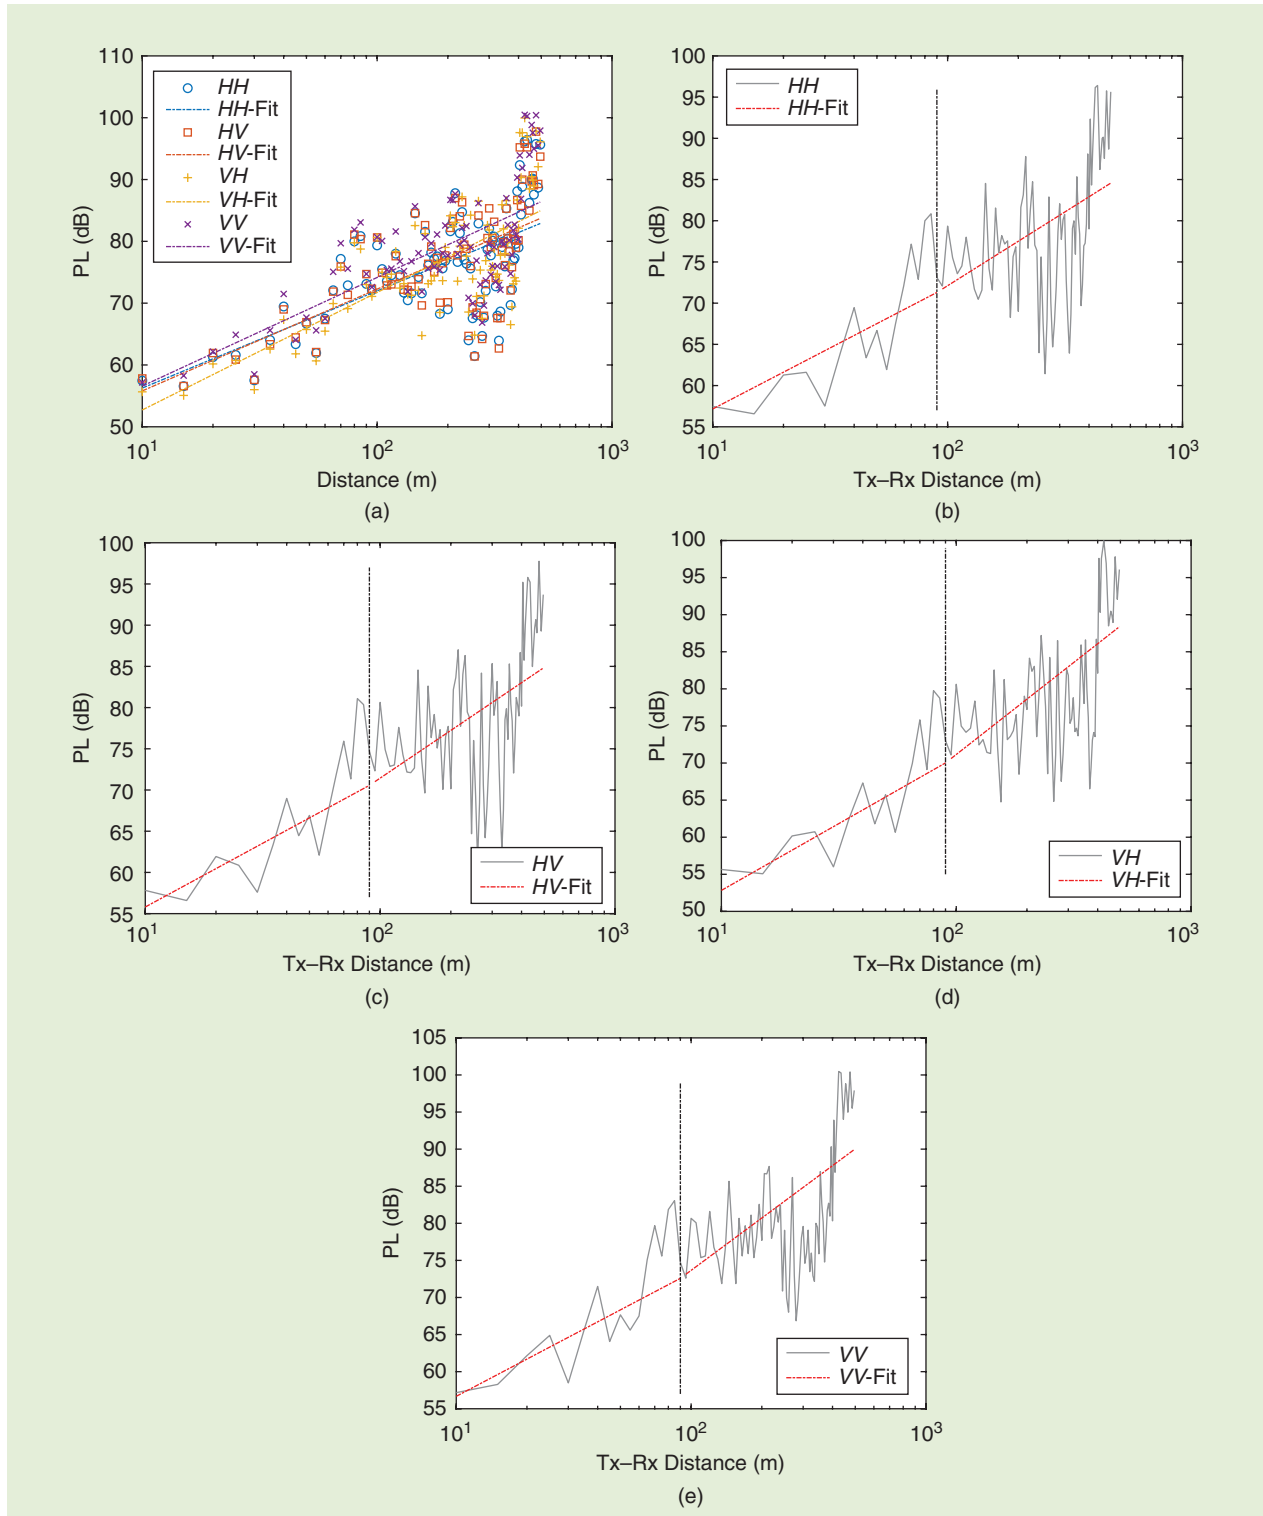 110
100
90
80
70
60
50
PL (dB)
HH
HH-Fit
HV
HV-Fit
VH
VH-Fit
VV
VV-Fit
10¹ 10² 10³
Distance (m)
(a)
100
95
90
85
80
75
70
65
60
55
PL (dB)
HH
HH-Fit
10¹ 10² 10³
Tx–Rx Distance (m)
(b)
100
95
90
85
80
75
70
65
60
55
PL (dB)
HV
HV-Fit
10¹ 10² 10³
Tx–Rx Distance (m)
(c)
100
95
90
85
80
75
70
65
60
55
50
PL (dB)
VH
VH-Fit
10¹ 10² 10³
Tx–Rx Distance (m)
(d)
105
100
95
90
85
80
75
70
65
60
55
PL (dB)
VV
VV-Fit
10¹ 10² 10³
Tx–Rx Distance (m)
(e)